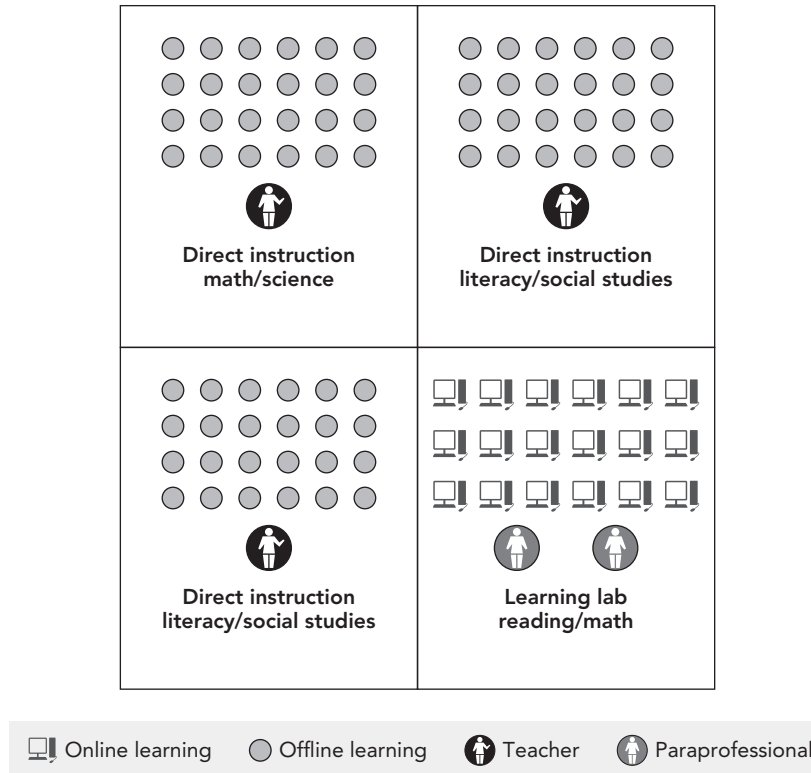 Direct instruction
math/science
Direct instruction
literacy/social studies
Direct instruction
literacy/social studies
Learning lab
reading/math
Online learning
Offline learning
Teacher
Paraprofessional